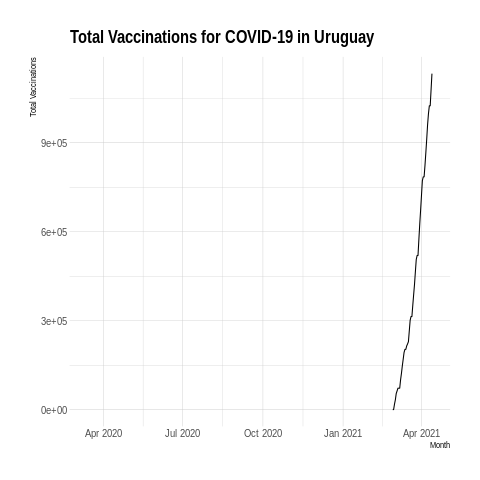 Total Vaccinations for COVID-19 in Uruguay
Total Vaccinations
9e+05
6e+05
3e+05
0e+00
Apr 2020 Jul 2020 Oct 2020 Jan 2021 Apr 2021
Month